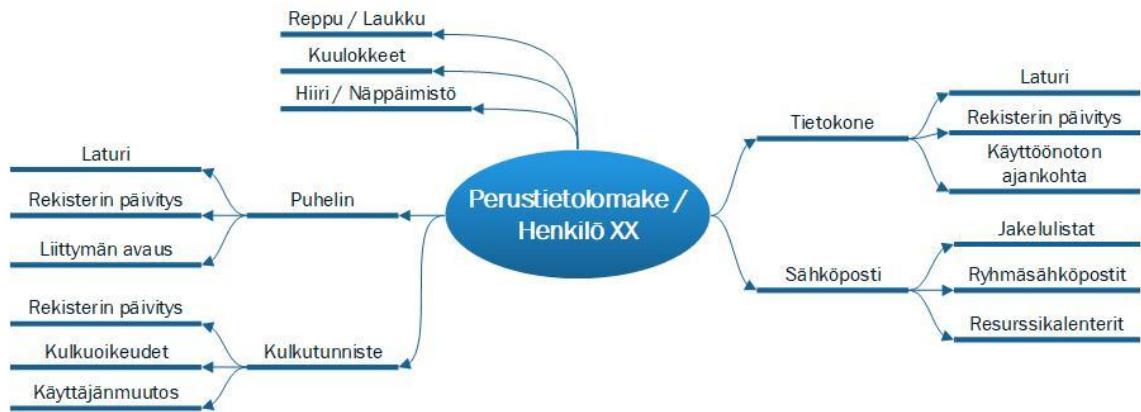 Reppu / Laukku
Kuulokkeet
Hiiri / Näppäimistö
Perustietolomake /
Henkilö XX
Puhelin
Laturi
Rekisterin päivitys
Liittymän avaus
Kulkutunniste
Rekisterin päivitys
Kulkuoikeudet
Käyttäjänmuutos
Tietokone
Laturi
Rekisterin päivitys
Käyttöönoton
ajankohta
Sähköposti
Jakelulistat
Ryhmäsähköpostit
Resurssikalenterit